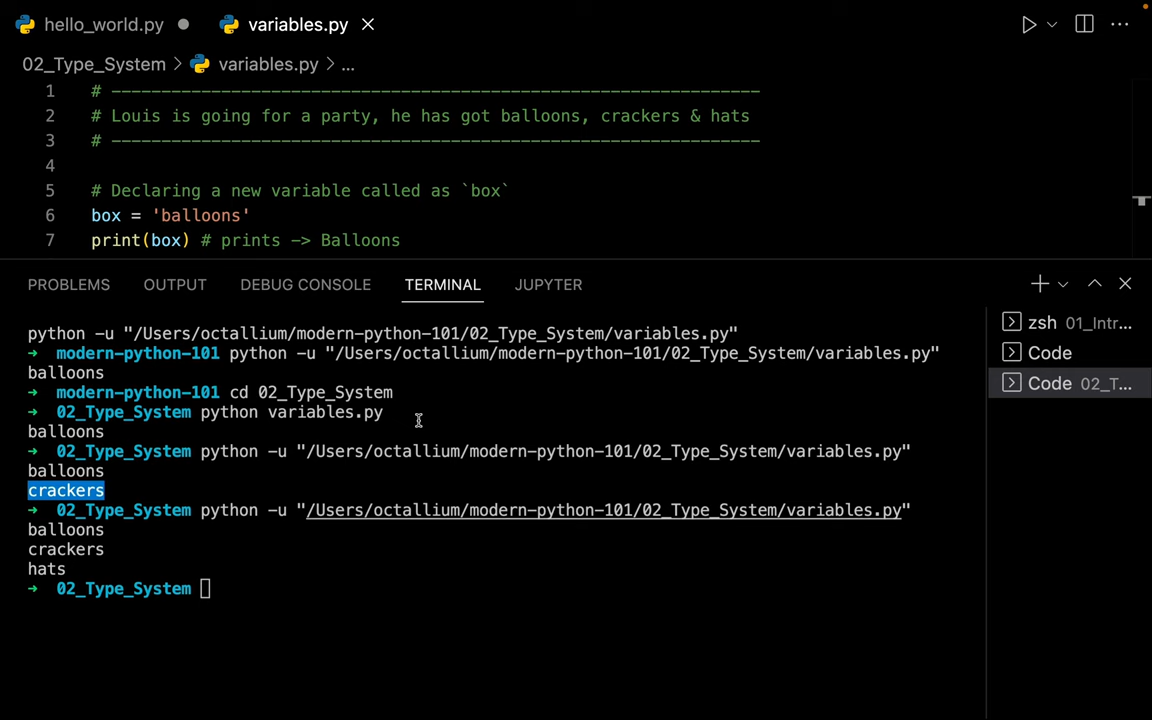 hello_world.py
variables.py
02_Type_System > variables.py > ...
1 # -----------------------------------------------------------------
2 # Louis is going for a party, he has got balloons, crackers & hats
3 # -----------------------------------------------------------------
4
5 # Declaring a new variable called as `box`
6 box = 'balloons'
7 print(box) # prints -> Balloons
PROBLEMS OUTPUT DEBUG CONSOLE TERMINAL JUPYTER
python -u "/Users/octallium/modern-python-101/02_Type_System/variables.py"
→ modern-python-101 python -u "/Users/octallium/modern-python-101/02_Type_System/variables.py"
balloons
→ modern-python-101 cd 02_Type_System
→ 02_Type_System python variables.py
balloons
→ 02_Type_System python -u "/Users/octallium/modern-python-101/02_Type_System/variables.py"
balloons
crackers
→ 02_Type_System python -u "/Users/octallium/modern-python-101/02_Type_System/variables.py"
balloons
crackers
hats
→ 02_Type_System
zsh 01_Intr...
Code
Code 02_T...